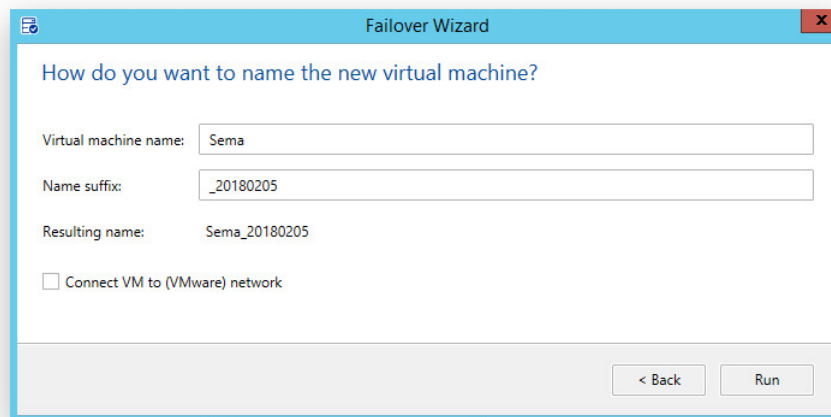 Failover Wizard
x
How do you want to name the new virtual machine?
Virtual machine name: Sema
Name suffix: _20180205
Resulting name: Sema_20180205
Connect VM to (VMware) network
< Back Run